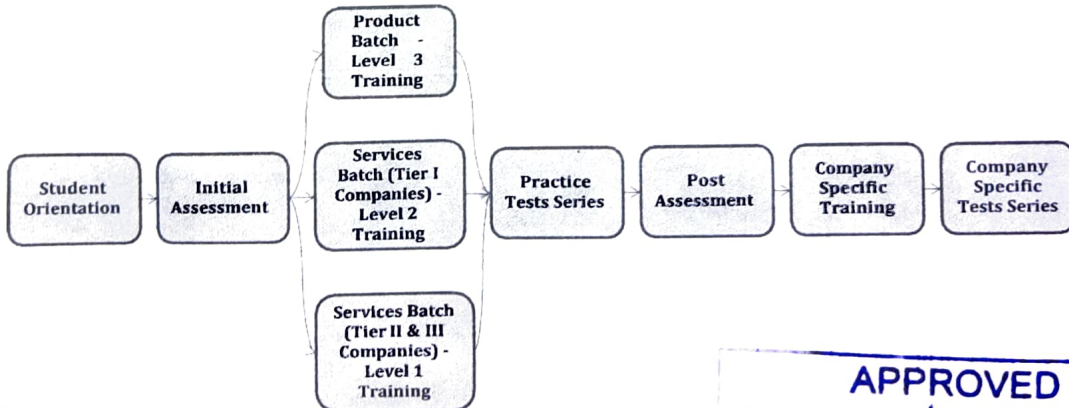 Product
Batch -
Level 3
Training
Student
Orientation
Initial
Assessment
Services
Batch (Tier I
Companies) -
Level 2
Training
Services Batch
(Tier II & III
Companies) -
Level 1
Training
Practice
Tests Series
Post
Assessment
Company
Specific
Training
Company
Specific
Tests Series
APPROVED